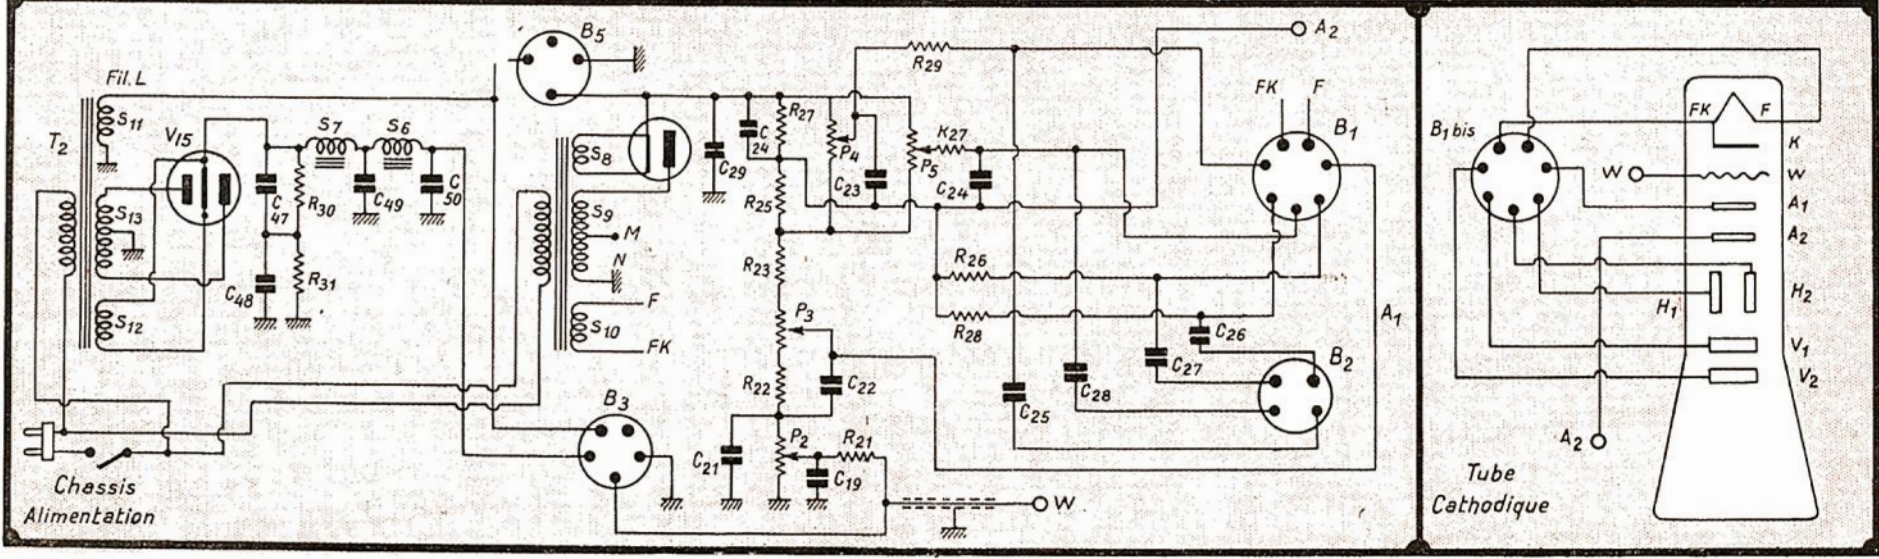 Fil. L
S11
T2
V15
S13
S12
C 47
R30
C48
R31
S7
S6
C49
C 50
Chassis
Alimentation
B5
S8
S9
M
N
S10
F
FK
B3
C29
C 24
R27
R25
R23
P3
R22
C22
C21
P2
R21
C19
W
P4
C23
P5
R27
C24
R29
A2
R26
R28
C25
C28
C27
C26
B2
FK F
B1
A1
B1 bis
FK F
K
W
W
A1
A2
H1
H2
V1
V2
A2
Tube
Cathodique